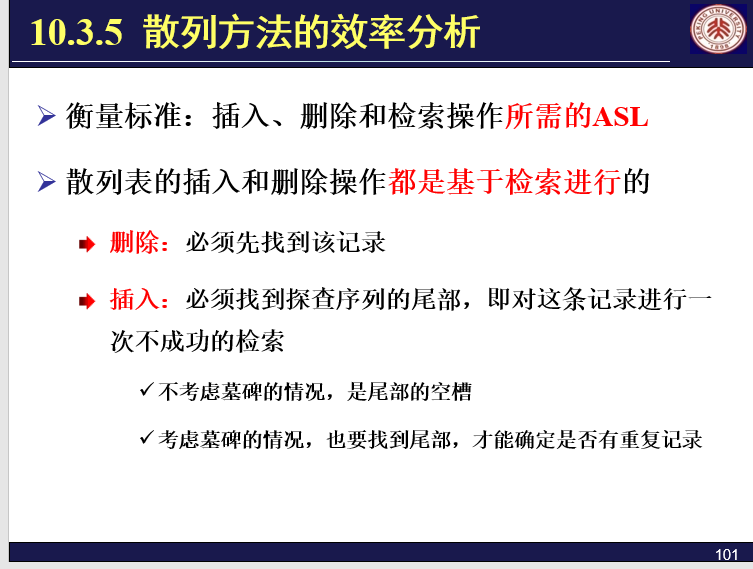 10.3.5 散列方法的效率分析
衡量标准：插入、删除和检索操作所需的ASL
散列表的插入和删除操作都是基于检索进行的
删除：必须先找到该记录
插入：必须找到探查序列的尾部，即对这条记录进行一
次不成功的检索
不考虑墓碑的情况，是尾部的空槽
考虑墓碑的情况，也要找到尾部，才能确定是否有重复记录
101